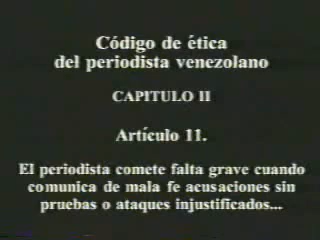 Código de ética
del periodista venezolano
CAPITULO II
Artículo 11.
El periodista comete falta grave cuando
comunica de mala fe acusaciones sin
pruebas o ataques injustificados...